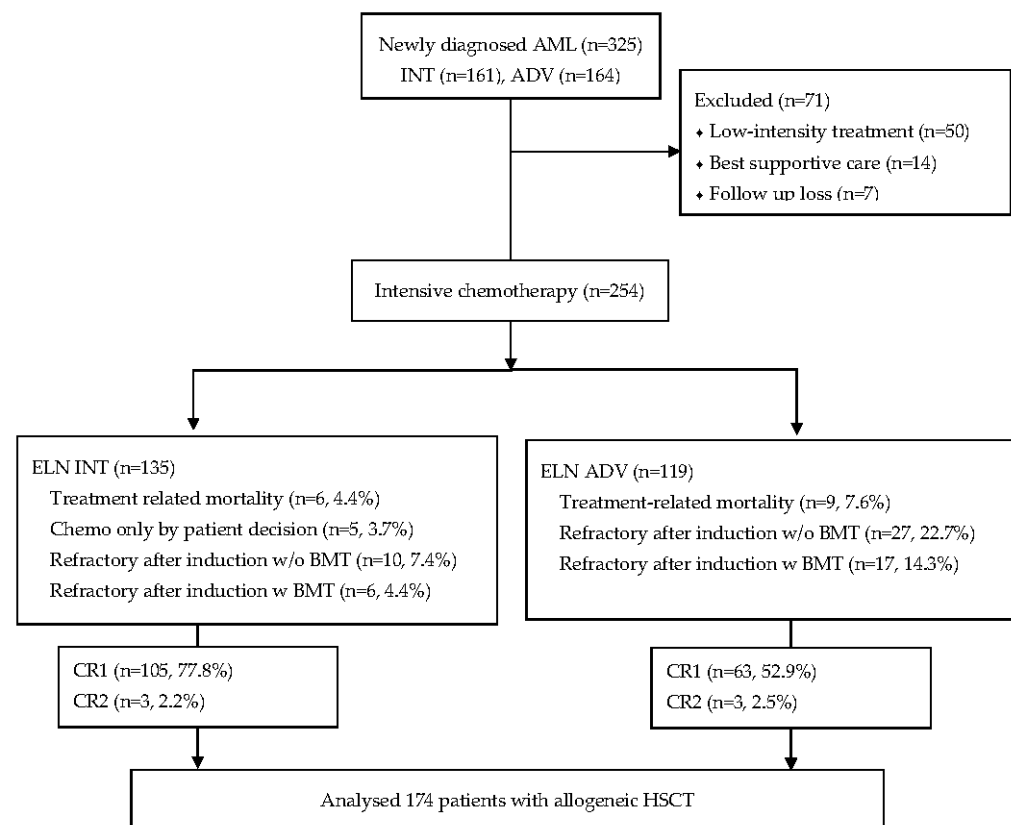 Newly diagnosed AML (n=325)
INT (n=161), ADV (n=164)
Excluded (n=71)
♦ Low-intensity treatment (n=50)
♦ Best supportive care (n=14)
♦ Follow up loss (n=7)
Intensive chemotherapy (n=254)
ELN INT (n=135)
Treatment related mortality (n=6, 4.4%)
Chemo only by patient decision (n=5, 3.7%)
Refractory after induction w/o BMT (n=10, 7.4%)
Refractory after induction w BMT (n=6, 4.4%)
ELN ADV (n=119)
Treatment-related mortality (n=9, 7.6%)
Refractory after induction w/o BMT (n=27, 22.7%)
Refractory after induction w BMT (n=17, 14.3%)
CR1 (n=105, 77.8%)
CR2 (n=3, 2.2%)
CR1 (n=63, 52.9%)
CR2 (n=3, 2.5%)
Analysed 174 patients with allogeneic HSCT